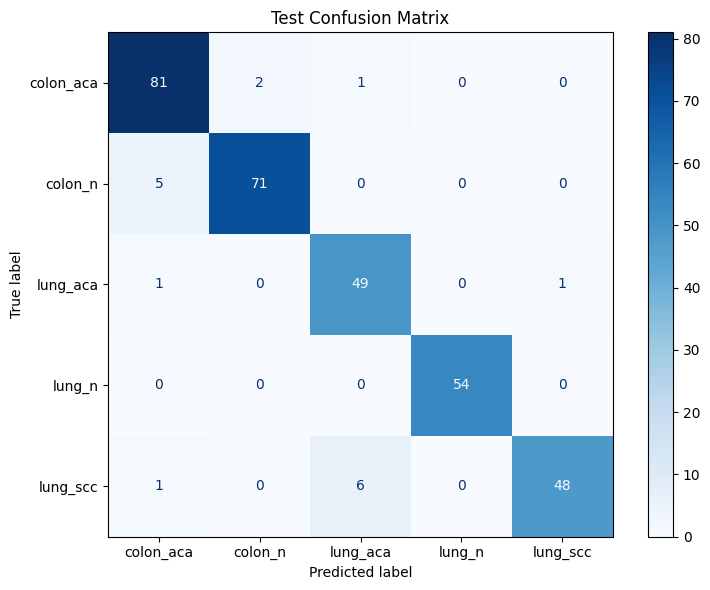 Test Confusion Matrix
colon_aca 81 2 1 0 0
colon_n 5 71 0 0 0
lung_aca 1 0 49 0 1
lung_n 0 0 0 54 0
lung_scc 1 0 6 0 48
colon_aca colon_n lung_aca lung_n lung_scc
Predicted label
True label
80
70
60
50
40
30
20
10
0